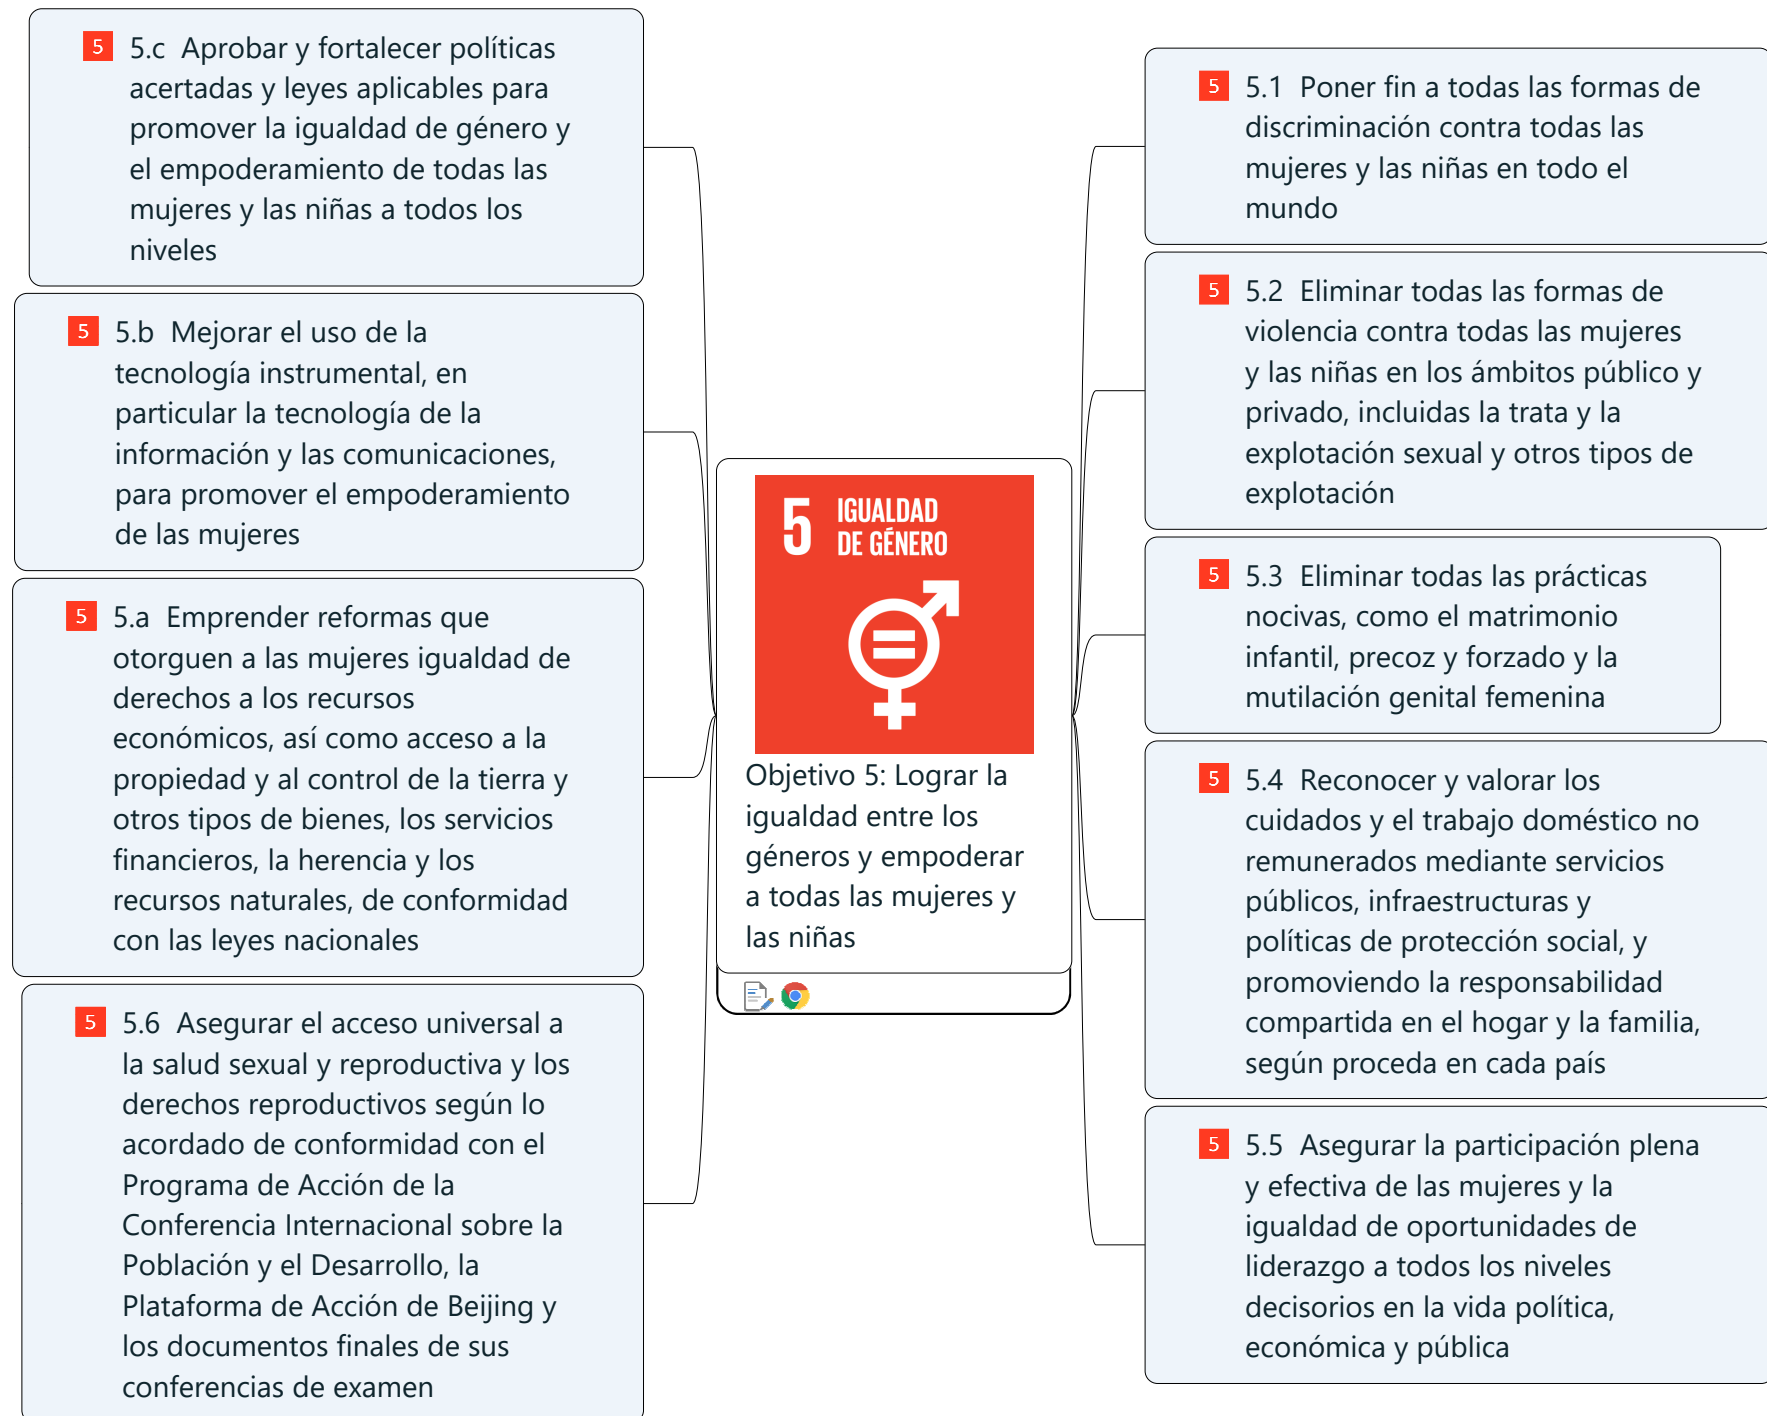 5 5.c Aprobar y fortalecer políticas
acertadas y leyes aplicables para
promover la igualdad de género y
el empoderamiento de todas las
mujeres y las niñas a todos los
niveles
5 5.b Mejorar el uso de la
tecnología instrumental, en
particular la tecnología de la
información y las comunicaciones,
para promover el empoderamiento
de las mujeres
5 5.a Emprender reformas que
otorguen a las mujeres igualdad de
derechos a los recursos
económicos, así como acceso a la
propiedad y al control de la tierra y
otros tipos de bienes, los servicios
financieros, la herencia y los
recursos naturales, de conformidad
con las leyes nacionales
5 5.6 Asegurar el acceso universal a
la salud sexual y reproductiva y los
derechos reproductivos según lo
acordado de conformidad con el
Programa de Acción de la
Conferencia Internacional sobre la
Población y el Desarrollo, la
Plataforma de Acción de Beijing y
los documentos finales de sus
conferencias de examen
5 IGUALDAD
DE GÉNERO
Objetivo 5: Lograr la
igualdad entre los
géneros y empoderar
a todas las mujeres y
las niñas
5 5.1 Poner fin a todas las formas de
discriminación contra todas las
mujeres y las niñas en todo el
mundo
5 5.2 Eliminar todas las formas de
violencia contra todas las mujeres
y las niñas en los ámbitos público y
privado, incluidas la trata y la
explotación sexual y otros tipos de
explotación
5 5.3 Eliminar todas las prácticas
nocivas, como el matrimonio
infantil, precoz y forzado y la
mutilación genital femenina
5 5.4 Reconocer y valorar los
cuidados y el trabajo doméstico no
remunerados mediante servicios
públicos, infraestructuras y
políticas de protección social, y
promoviendo la responsabilidad
compartida en el hogar y la familia,
según proceda en cada país
5 5.5 Asegurar la participación plena
y efectiva de las mujeres y la
igualdad de oportunidades de
liderazgo a todos los niveles
decisorios en la vida política,
económica y pública